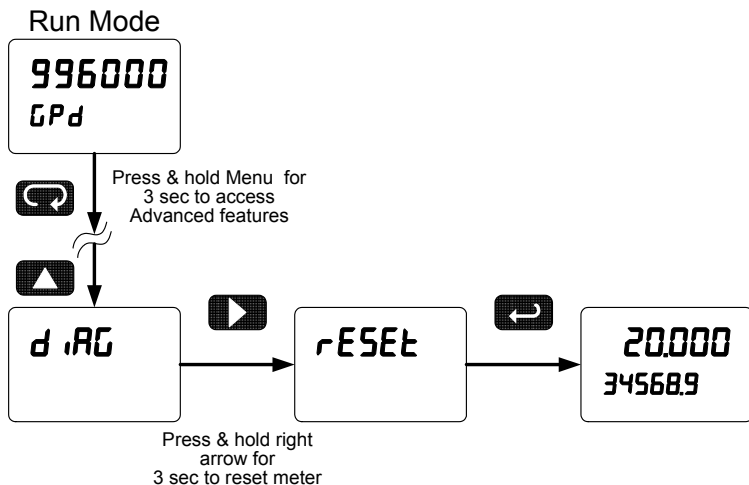 Run Mode
996000
GPd
Press & hold Menu for
3 sec to access
Advanced features
diAG
rESEt
20.000
34568.9
Press & hold right
arrow for
3 sec to reset meter